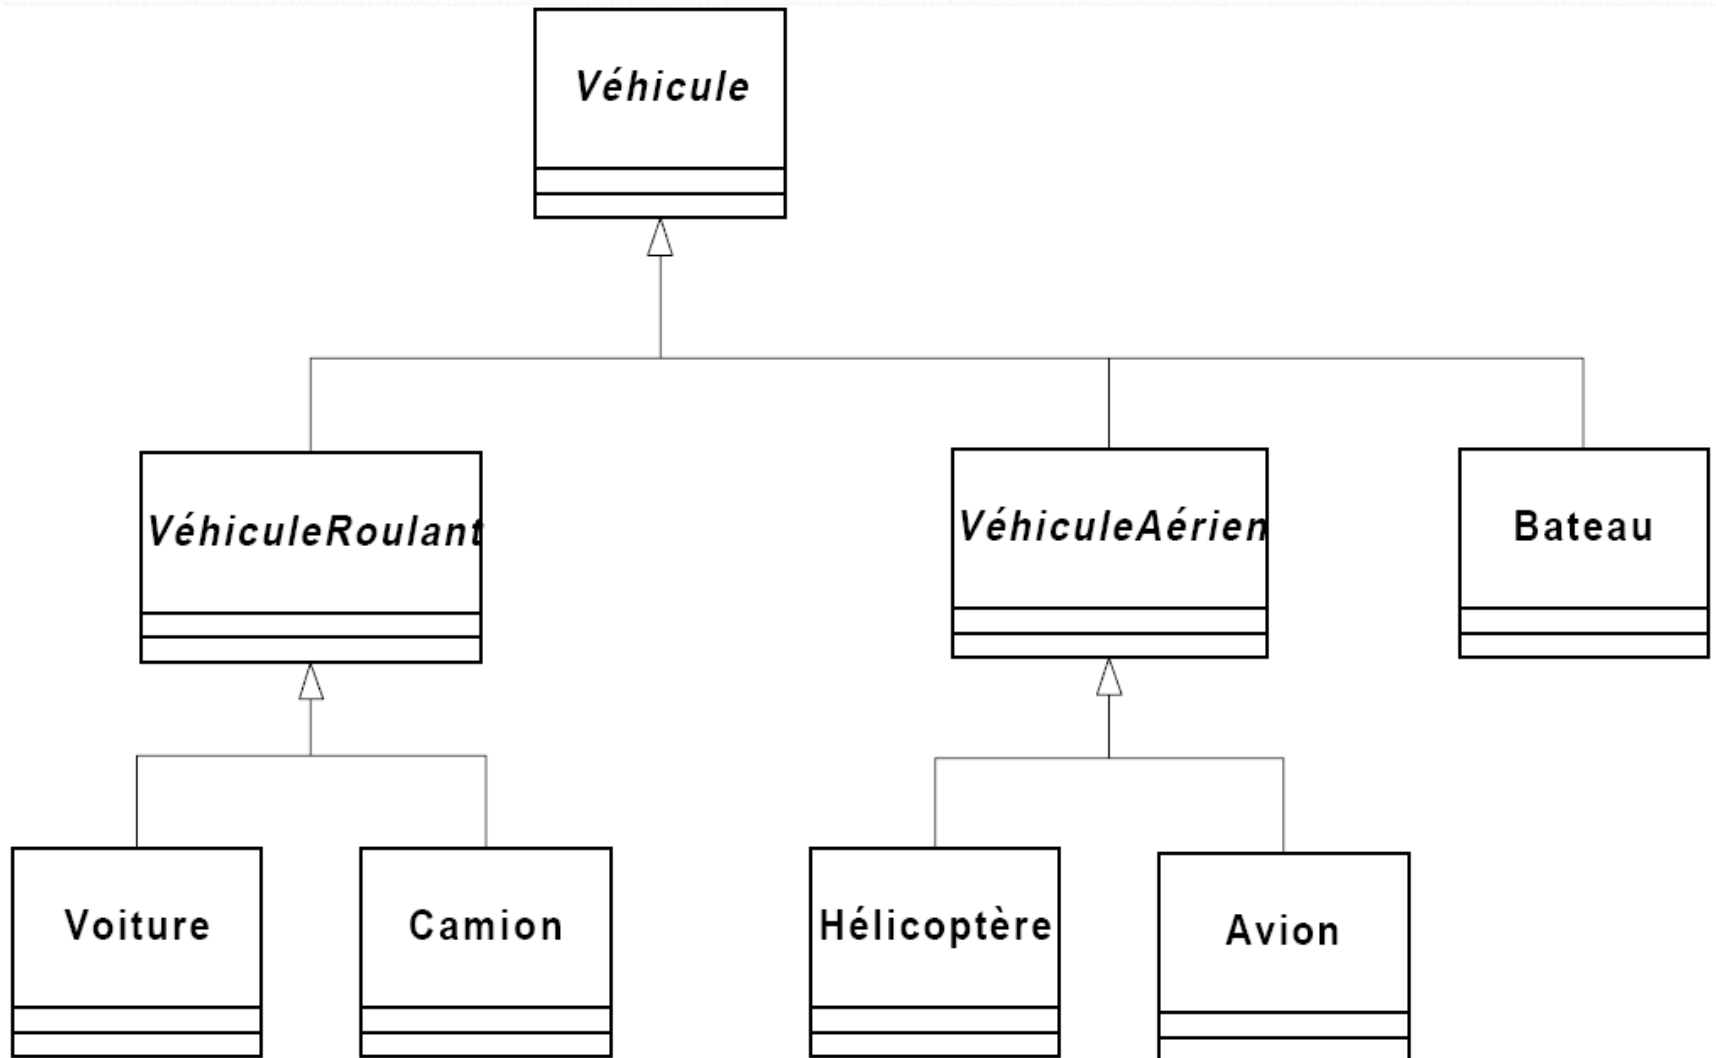 Véhicule
VéhiculeRoulant
VéhiculeAérien
Bateau
Voiture
Camion
Hélicoptère
Avion